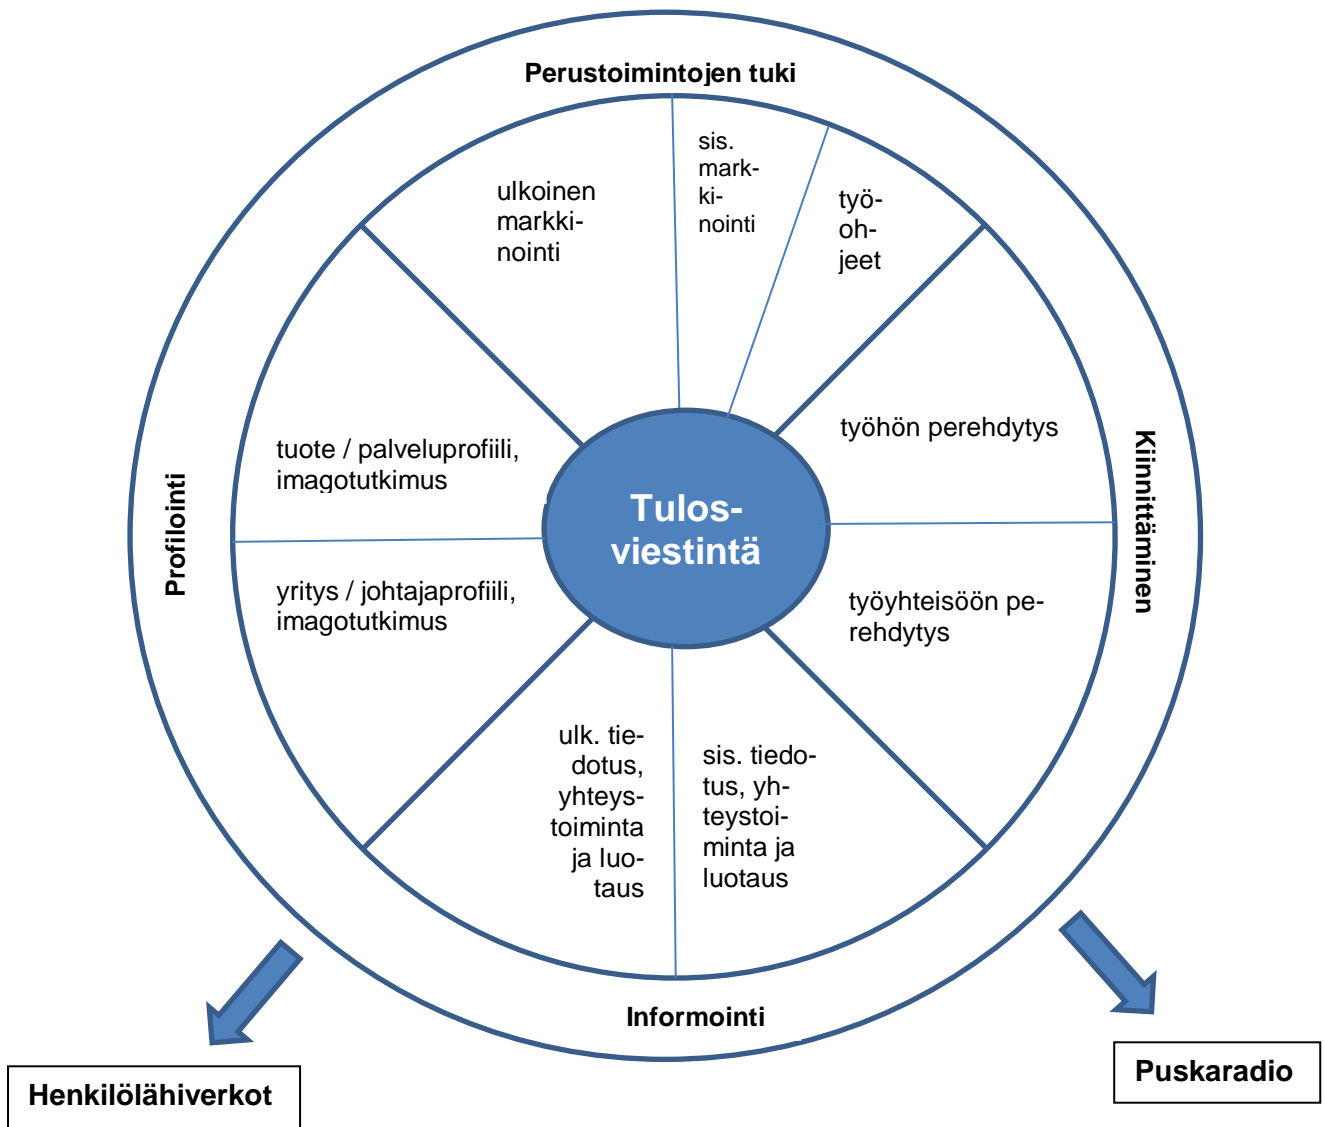 Perustoimintojen tuki
ulkoinen
markki-
nointi
sis.
mark-
ki-
nointi
työ-
oh-
jeet
työhön perehdytys
Kiinnittäminen
työyhteisöön pe-
rehdytys
tuote / palveluprofiili,
imagotutkimus
Profilointi
yritys / johtajaprofiili,
imagotutkimus
Tulos-
viestintä
ulk. tie-
dotus,
yhteys-
toiminta
ja luo-
taus
sis. tiedo-
tus, yh-
teystoi-
minta ja
luotaus
Informointi
Henkilölähiverkot
Puskaradio